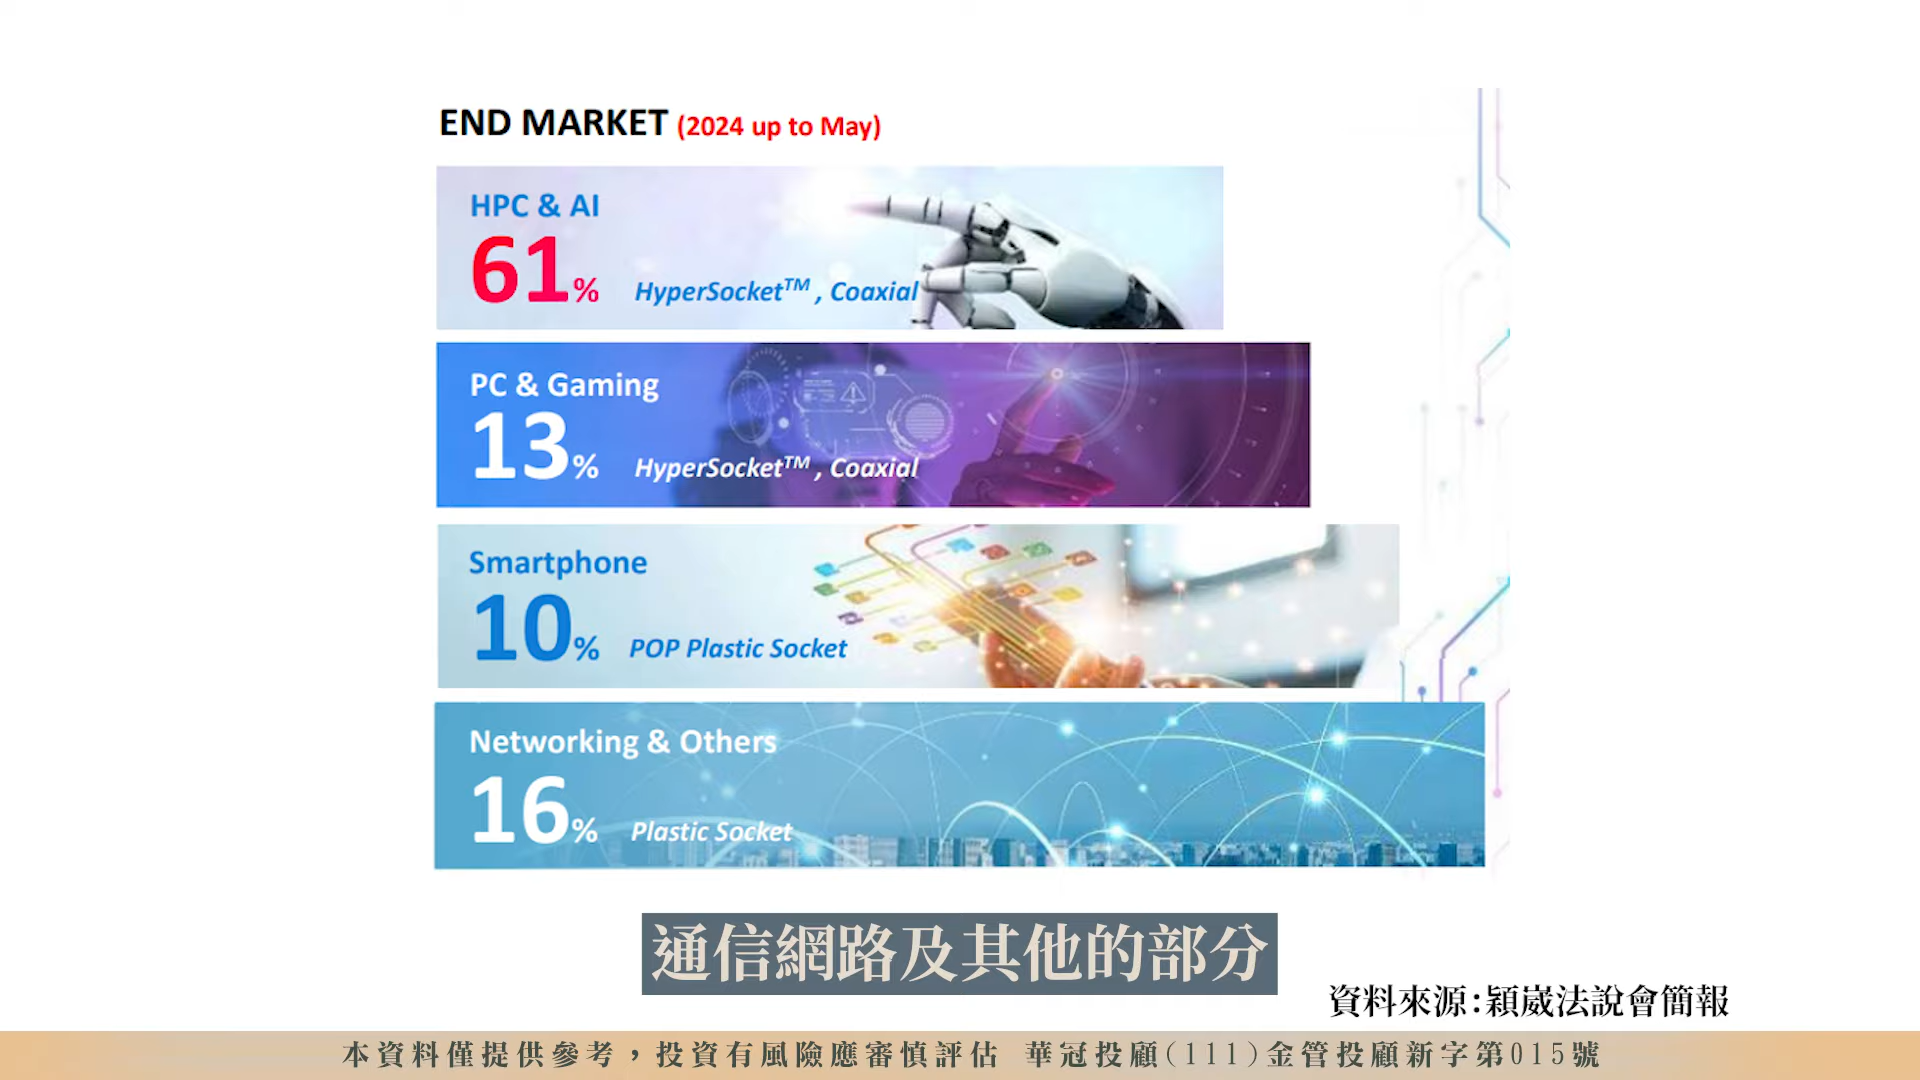 END MARKET (2024 up to May)
HPC & AI
61% HyperSocket™ , Coaxial
PC & Gaming
13% HyperSocket™ , Coaxial
Smartphone
10% POP Plastic Socket
Networking & Others
16% Plastic Socket
通信網路及其他的部分
資料來源:穎崴法說會簡報
本資料僅提供參考，投資有風險應審慎評估 華冠投顧(111)金管投顧新字第015號